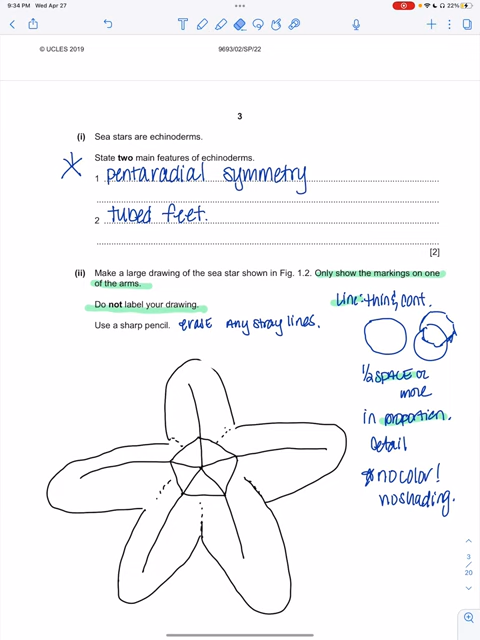 9:34 PM Wed Apr 27
22%
© UCLES 2019 9693/02/SP/22
3
(i) Sea stars are echinoderms.
State two main features of echinoderms.
1 pentaradial symmetry
2 tubed feet.
[2]
(ii) Make a large drawing of the sea star shown in Fig. 1.2. Only show the markings on one
of the arms.
Do not label your drawing.
Use a sharp pencil. erase any stray lines.
Line: thin & cont.
1/2 SPACE or
more
in proportion.
detail
* no color!
no shading.
3
/
20